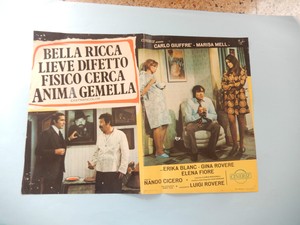 BELLA RICCA
LIEVE DIFETTO
FISICO CERCA
ANIMA GEMELLA
CARLO GIUFFRE' - MARISA MELL
ERIKA BLANC - GINA ROVERE
ELENA FIORE
NANDO CICERO
LUIGI ROVERE